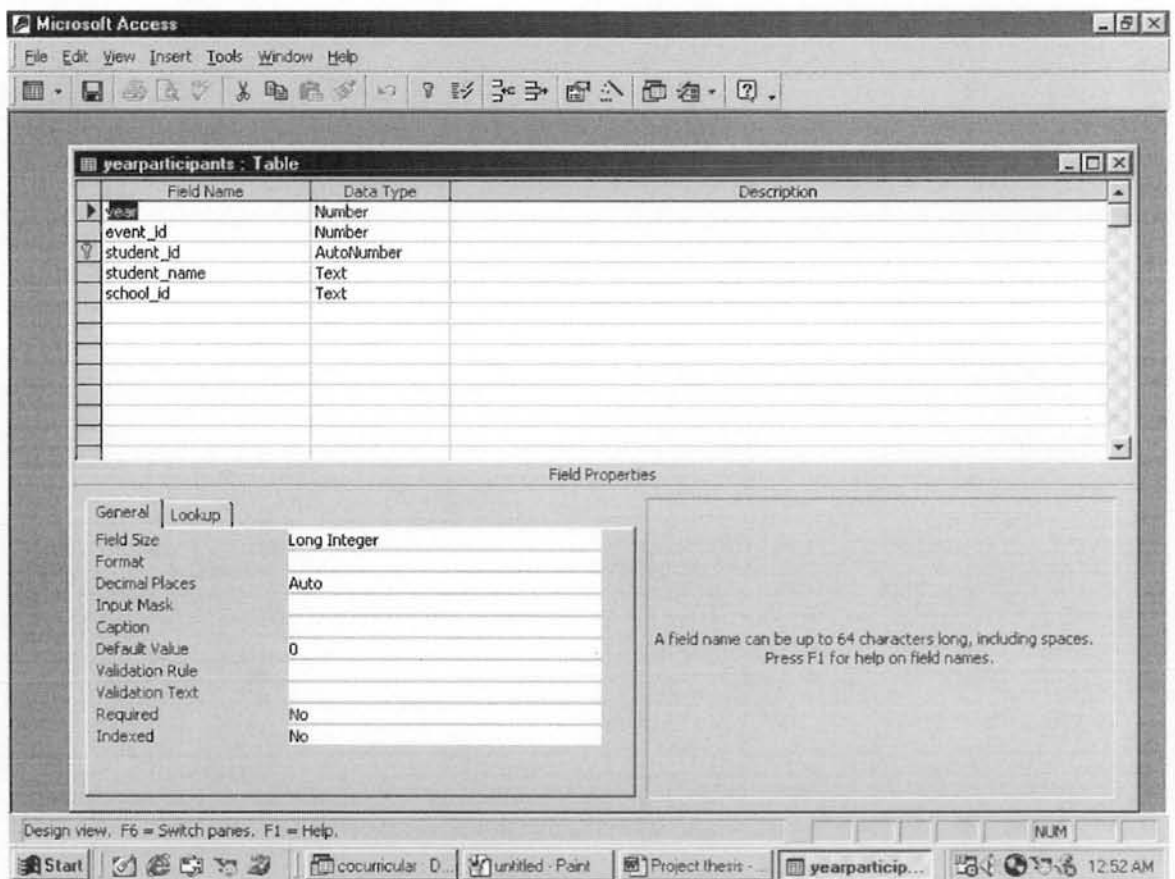 Microsoft Access
File Edit View Insert Tools Window Help
yearparticipants : Table
Field Name Data Type Description
year Number
event_id Number
student_id AutoNumber
student_name Text
school_id Text
Field Properties
General Lookup
Field Size Long Integer
Format
Decimal Places Auto
Input Mask
Caption
Default Value 0
Validation Rule
Validation Text
Required No
Indexed No
A field name can be up to 64 characters long, including spaces.
Press F1 for help on field names.
Design view. F6 = Switch panes. F1 = Help. NUM
Start cocurricular : D... untitled - Paint Project thesis - ... yearparticip... 12:52 AM